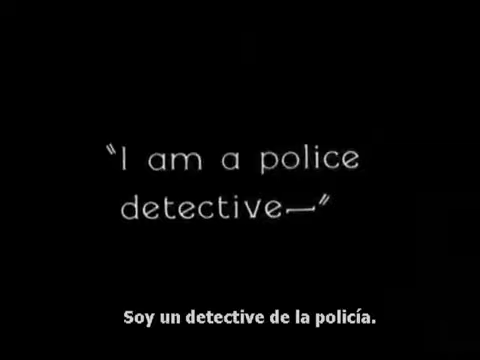 "I am a police
detective—"
Soy un detective de la policía.